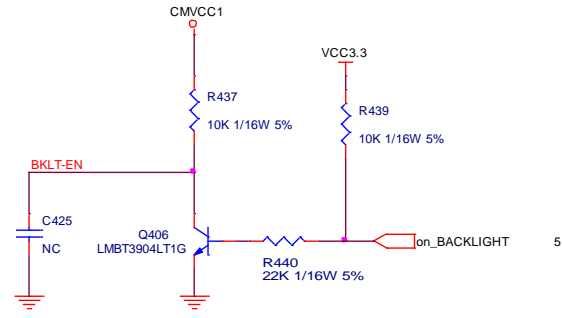 CMVCC1
VCC3.3
R437
10K 1/16W 5%
R439
10K 1/16W 5%
BKLT-EN
C425
NC
Q406
LMBT3904LT1G
R440
22K 1/16W 5%
on_BACKLIGHT 5